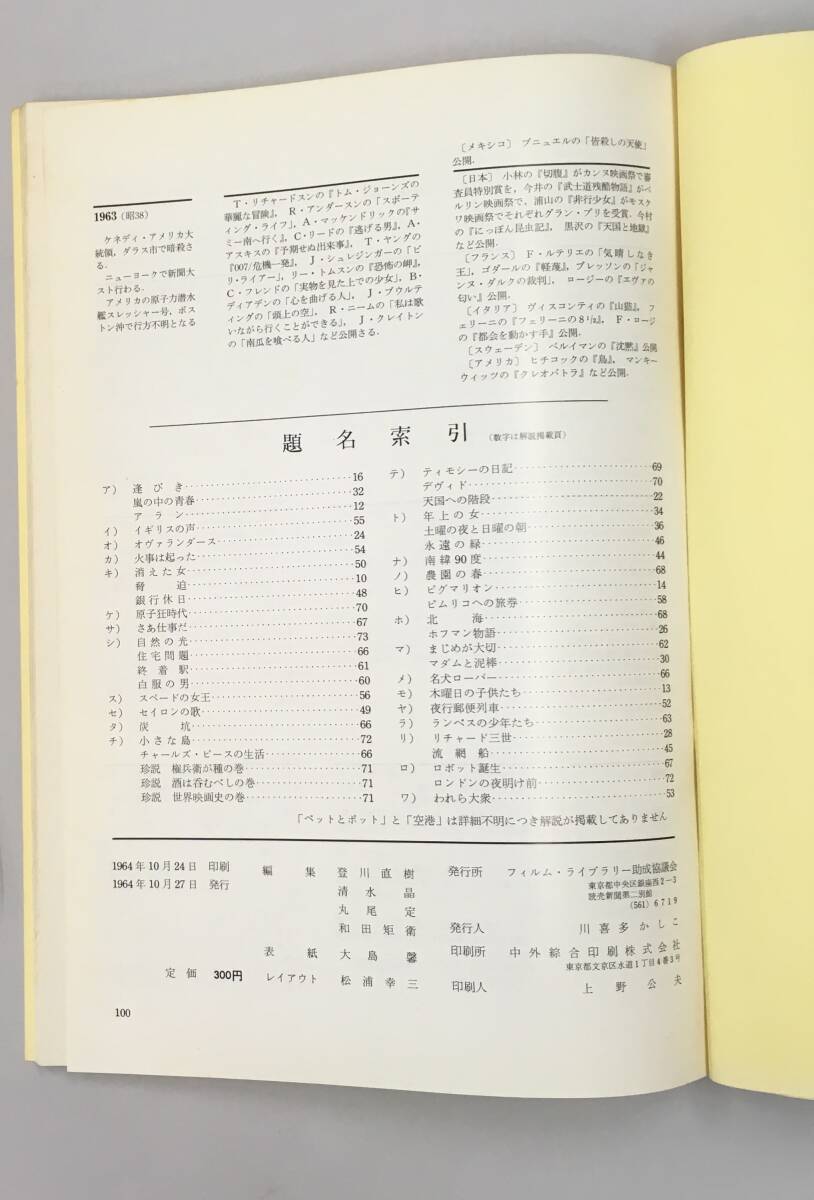 1963 (昭38)
ケネディ・アメリカ大
統領，ダラス市で暗殺さ
る．
ニューヨークで新聞大
スト行わる．
アメリカの原子力潜水
艦スレッシャー号，ボス
トン沖で行方不明となる
T・リチャードスンの『トム・ジョーンズの
華麗な冒険』， R・アンダースンの「スポーテ
ィング・ライフ」，A・マッケンドリックの『サ
ミー南へ行く』，C・リードの『逃げる男』，A・
アスキスの『予期せぬ出来事』， T・ヤングの
『007/危機一発』， J・シュレジンガーの「ビ
リ・ライアー」，リー・トムスンの『恐怖の岬』，
C・フレンドの「実物を見た上での少女」，B・
ディアデンの「心を曲げる人」， J・ブウルテ
ィングの「頭上の空」， R・ニームの「私は歌
いながら行くことができる」， J・クレイトン
の「南瓜を喰べる人」など公開さる．
〔メキシコ〕 ブニュエルの「皆殺しの天使」
公開．
〔日本〕 小林の『切腹』がカンヌ映画祭で審
査員特別賞を，今井の『武士道残酷物語』がベ
ルリン映画祭で，浦山の『非行少女』がモスク
ワ映画祭でそれぞれグラン・プリを受賞．今村
の『にっぽん昆虫記』，黒沢の『天国と地獄』
など公開．
〔フランス〕 F・ルテリエの「気晴しなき
王」，ゴダールの『軽蔑』，ブレッソンの「ジャ
ンヌ・ダルクの裁判」， ロージーの『エヴァの
匂い』公開．
〔イタリア〕 ヴィスコンティの『山猫』，フ
ェリーニの『フェリーニの8½』， F・ロージ
の『都会を動かす手』公開．
〔スウェーデン〕 ベルイマンの『沈黙』公開
〔アメリカ〕 ヒチコックの『鳥』，マンキー
ウィッツの『クレオパトラ』など公開．
題名索引 (数字は解説掲載頁)
ア） 逢びき……16
嵐の中の青春……32
アラン……12
イ） イギリスの声……55
オ） オヴァランダース……24
カ） 火事は起った……54
キ） 消えた女……50
脅迫……10
銀行休日……48
ケ） 原子狂時代……70
サ） さあ仕事だ……67
シ） 自然の光……73
住宅問題……66
終着駅……61
白服の男……60
ス） スペードの女王……56
セ） セイロンの歌……49
タ） 炭坑……66
チ） 小さな島……72
チャールズ・ピースの生活……66
珍説 権兵衛が種の巻……71
珍説 酒は呑むべしの巻……71
珍説 世界映画史の巻……71
テ） ティモシーの日記……69
デヴィド……70
天国への階段……22
ト） 年上の女……34
土曜の夜と日曜の朝……36
永遠の緑……46
ナ） 南緯90度……44
ノ） 農園の春……68
ヒ） ピグマリオン……14
ピムリコへの旅券……58
ホ） 北海……68
ホフマン物語……26
マ） まじめが大切……62
マダムと泥棒……30
メ） 名犬ローバー……66
モ） 木曜日の子供たち……13
ヤ） 夜行郵便列車……52
ラ） ランベスの少年たち……63
リ） リチャード三世……28
流網船……45
ロ） ロボット誕生……67
ロンドンの夜明け前……72
ワ） われら大衆……53
「ペットとポット」と「空港」は詳細不明につき解説が掲載してありません
1964年10月24日 印刷
1964年10月27日 発行
定価 300円
編集 登川直樹
清水晶
丸尾定
和田矩衛
表紙 大島馨
レイアウト 松浦幸三
発行所 フィルム・ライブラリー助成協議会
東京都中央区銀座西2－3
読売新聞第二別館
(561) 6719
発行人 川喜多かしこ
印刷所 中外綜合印刷株式会社
東京都文京区水道1丁目4番3号
印刷人 上野公夫
100